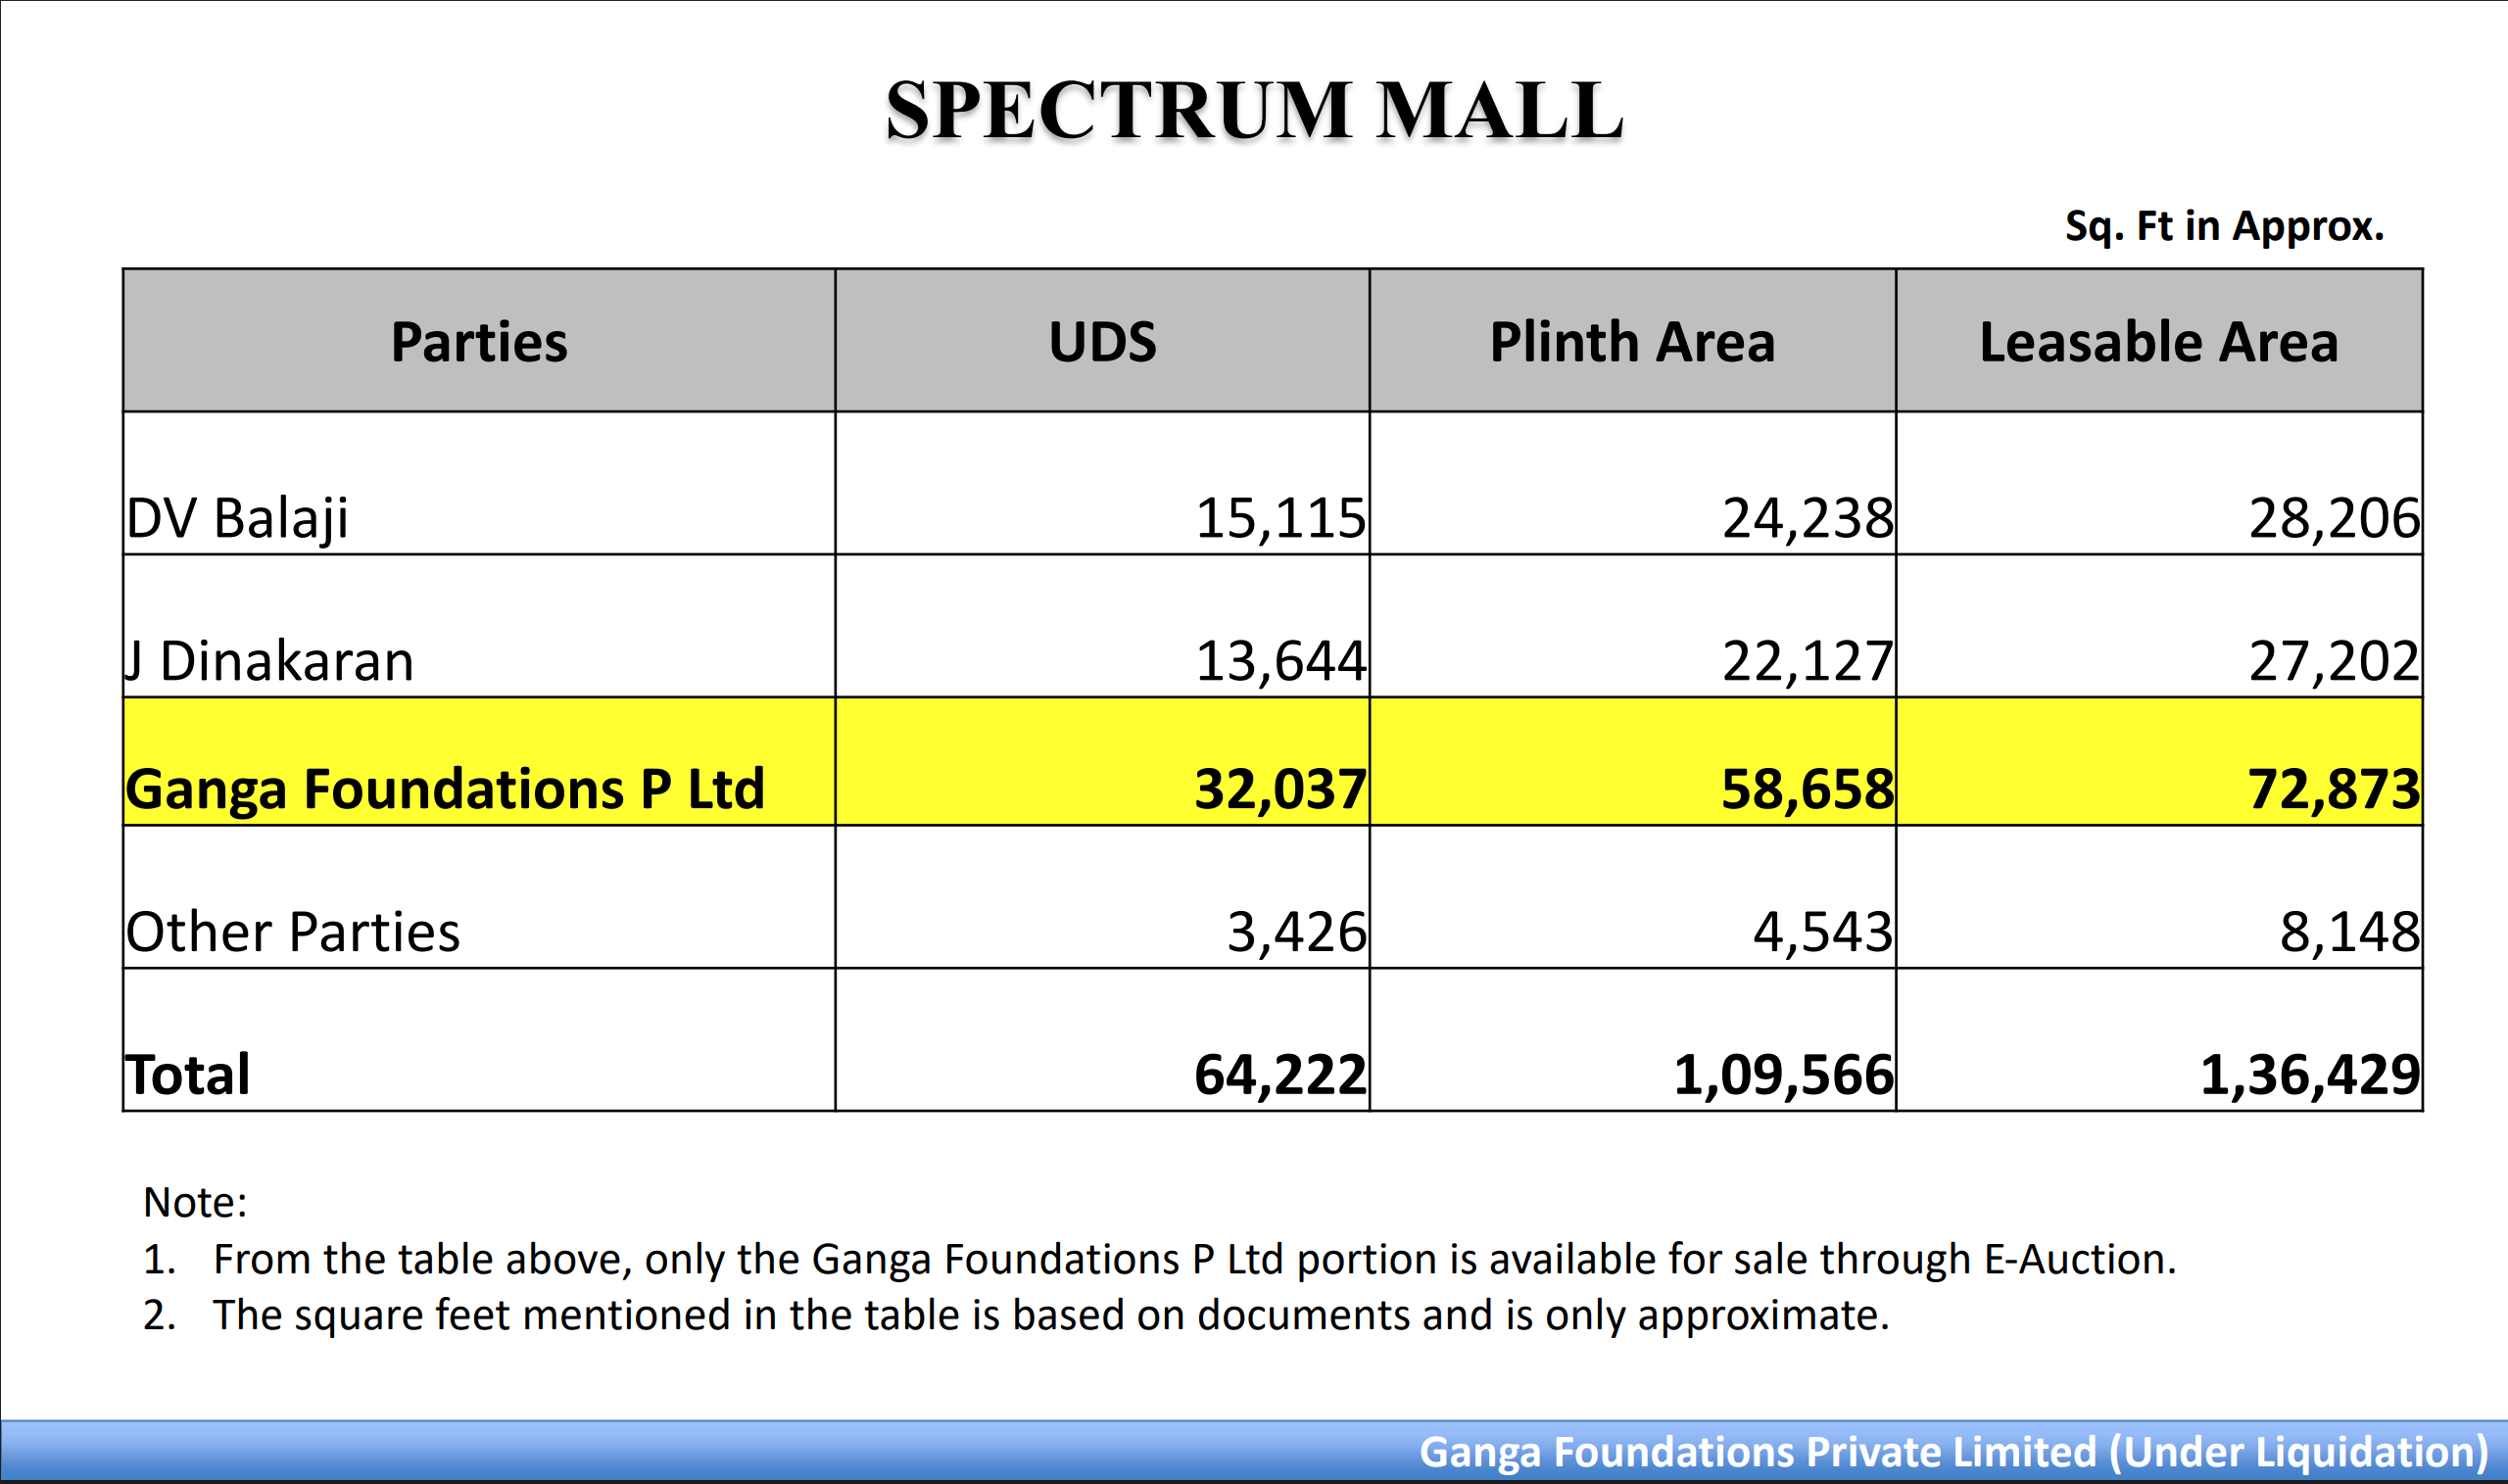 SPECTRUM MALL
Sq. Ft in Approx.
Parties UDS Plinth Area Leasable Area
DV Balaji 15,115 24,238 28,206
J Dinakaran 13,644 22,127 27,202
Ganga Foundations P Ltd 32,037 58,658 72,873
Other Parties 3,426 4,543 8,148
Total 64,222 1,09,566 1,36,429
Note:
1. From the table above, only the Ganga Foundations P Ltd portion is available for sale through E-Auction.
2. The square feet mentioned in the table is based on documents and is only approximate.
Ganga Foundations Private Limited (Under Liquidation)